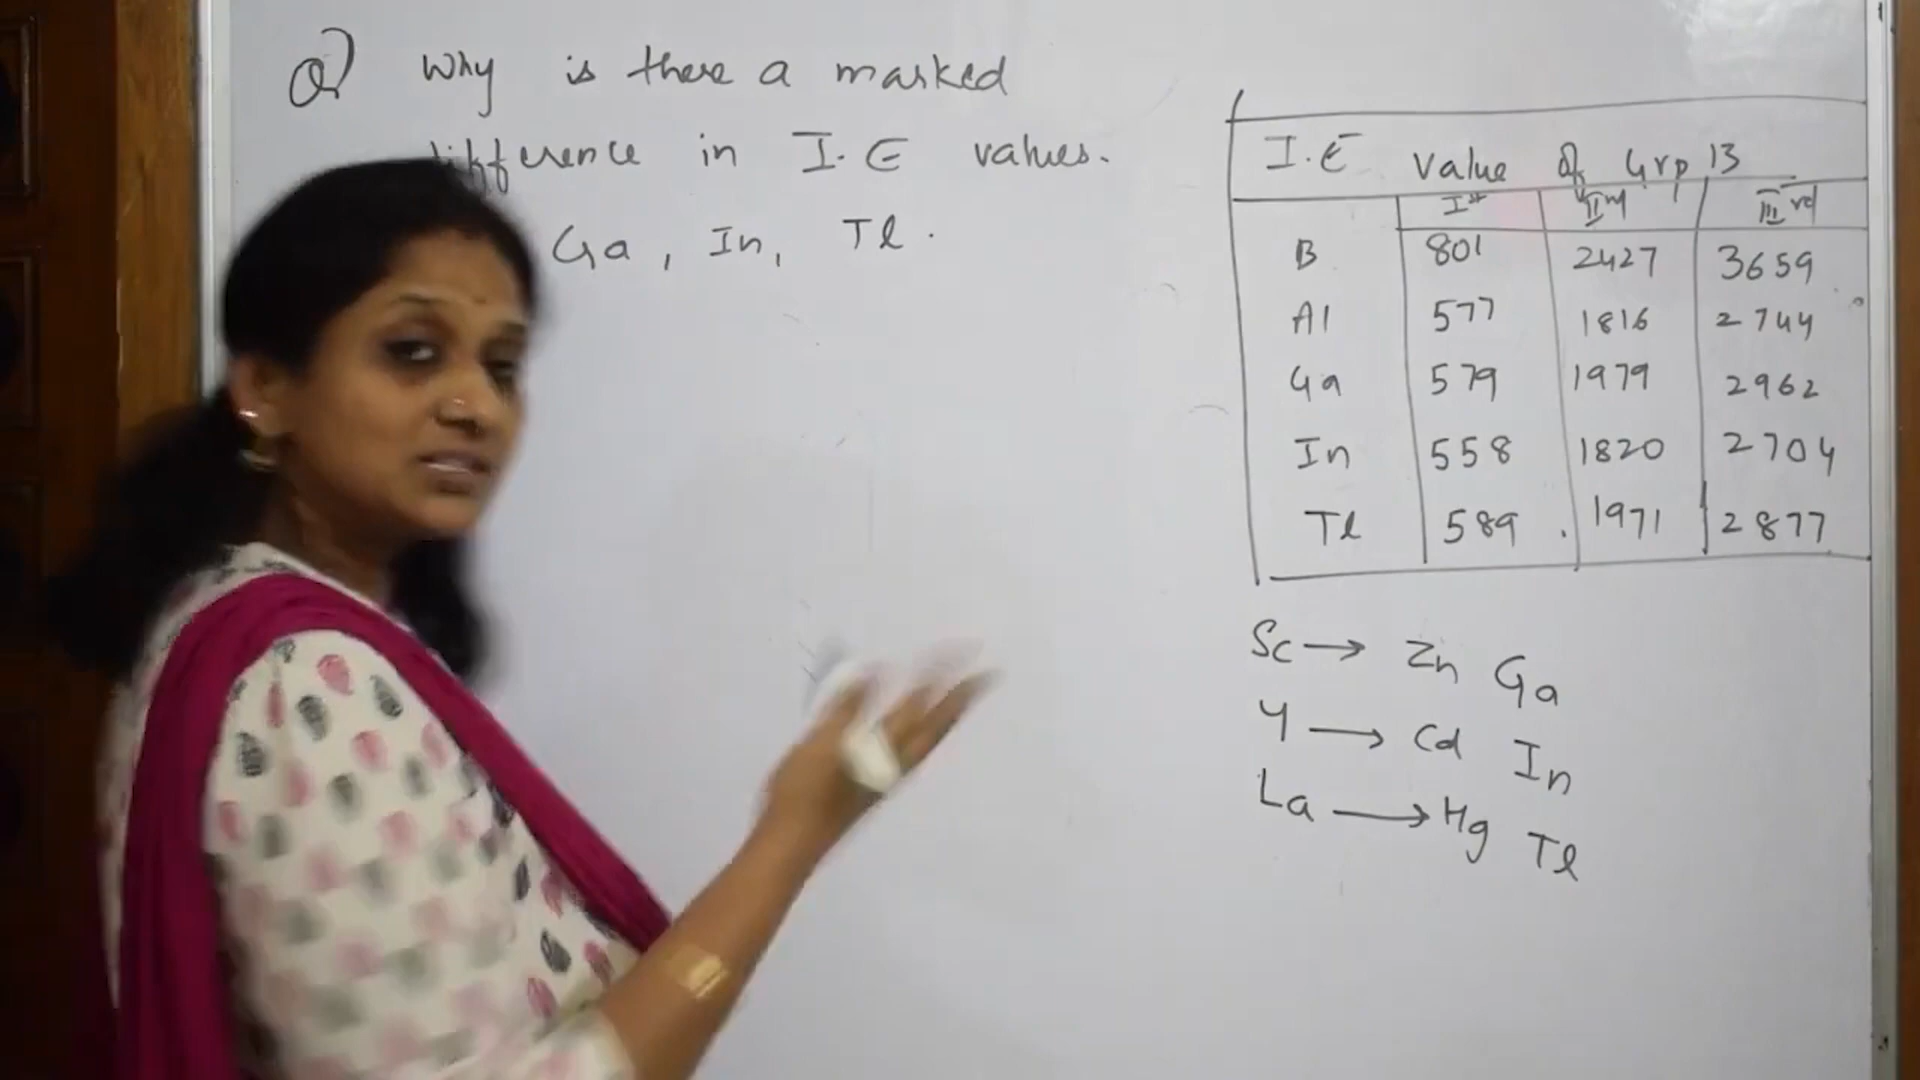 Q) Why is there a marked
difference in I.E values.
Ga, In, Tl.
I.E value of Grp 13
Ist IInd IIIrd
B 801 2427 3659
Al 577 1816 2744
Ga 579 1979 2962
In 558 1820 2704
Tl 589 1971 2877
Sc → Zn Ga
Y → Cd In
La → Hg Tl